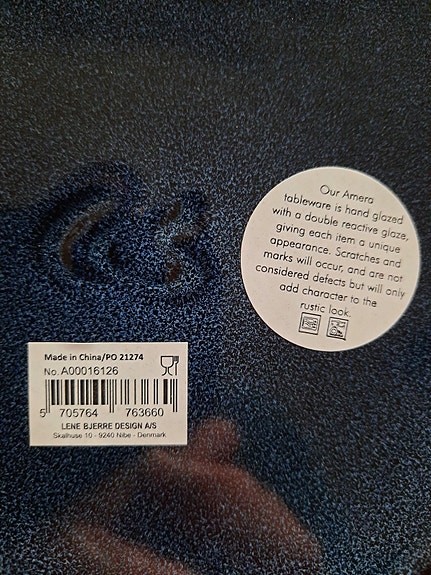 Our Amera
tableware is hand glazed
with a double reactive glaze,
giving each item a unique
appearance. Scratches and
marks will occur, and are not
considered defects but will only
add character to the
rustic look.
Made in China/PO 21274
No. A00016126
5 705764 763660
LENE BJERRE DESIGN A/S
Skalhuse 10 - 9240 Nibe - Denmark